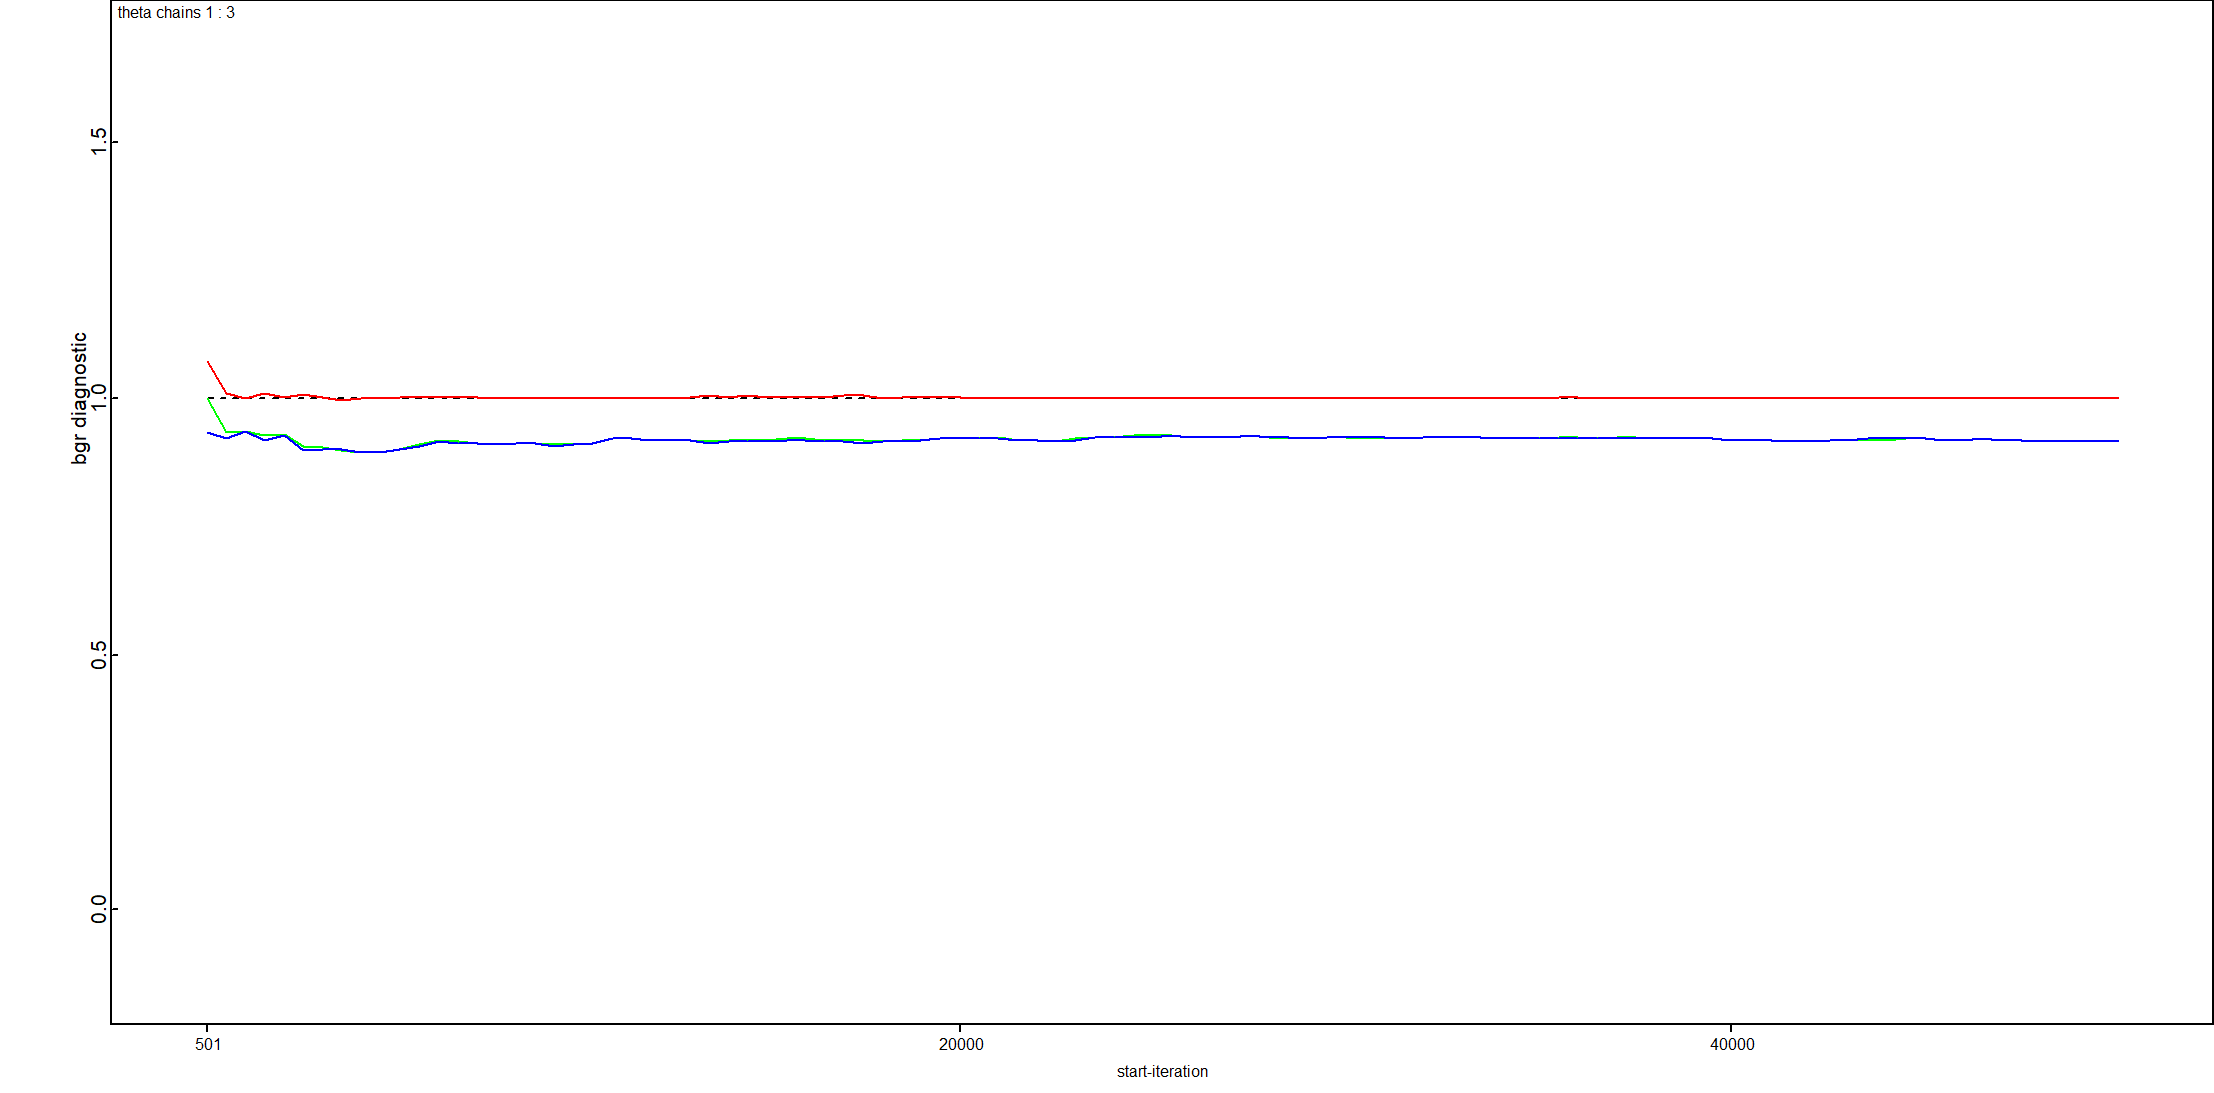 theta chains 1 : 3
1.5
1.0
0.5
0.0
bgr diagnostic
501
20000
40000
start-iteration